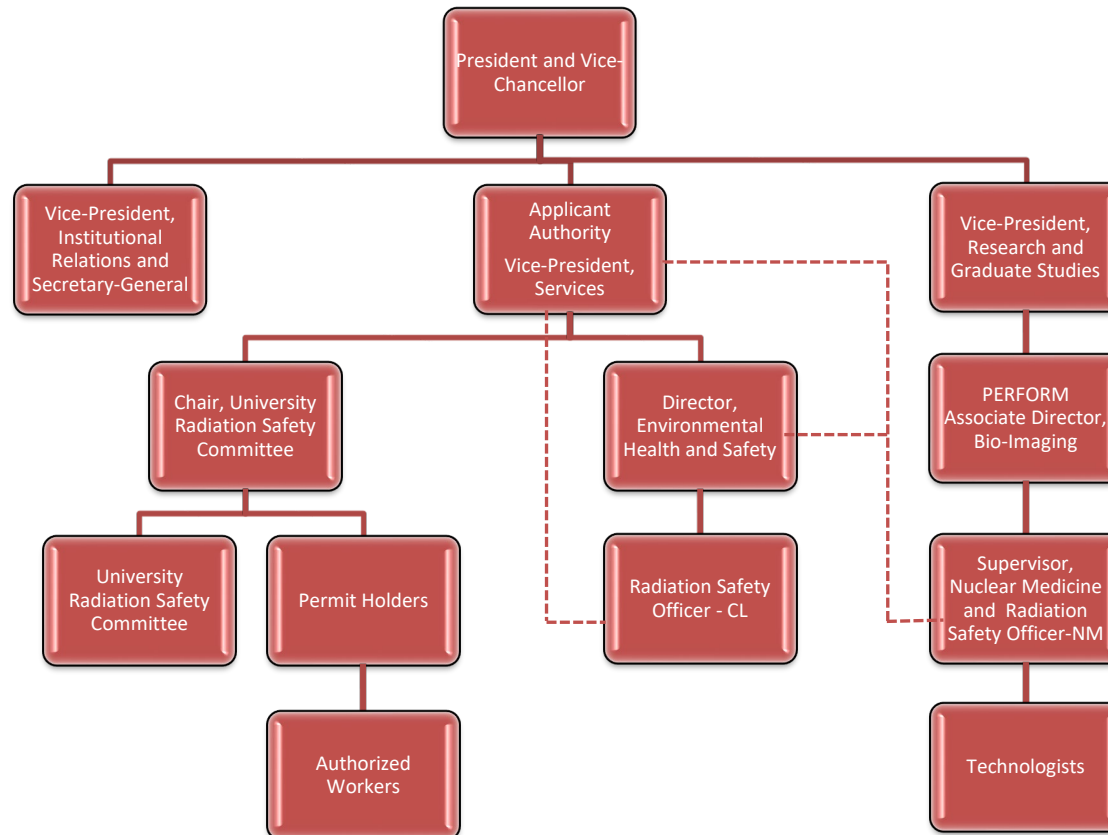 President and Vice-
Chancellor
Vice-President,
Institutional
Relations and
Secretary-General
Applicant
Authority
Vice-President,
Services
Vice-President,
Research and
Graduate Studies
Chair, University
Radiation Safety
Committee
Director,
Environmental
Health and Safety
PERFORM
Associate Director,
Bio-Imaging
University
Radiation Safety
Committee
Permit Holders
Radiation Safety
Officer - CL
Supervisor,
Nuclear Medicine
and Radiation
Safety Officer-NM
Authorized
Workers
Technologists